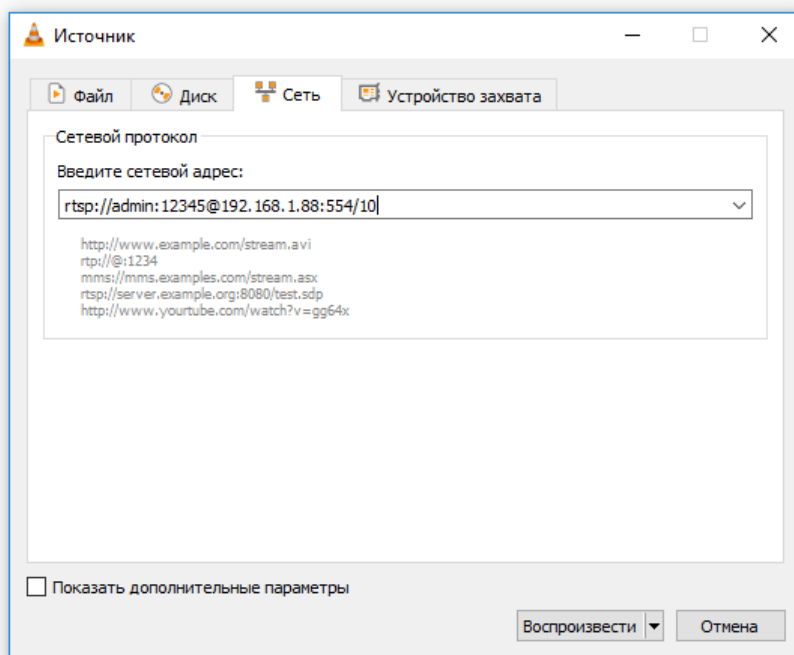 Источник
Файл
Диск
Сеть
Устройство захвата
Сетевой протокол
Введите сетевой адрес:
rtsp://admin:12345@192.168.1.88:554/10
http://www.example.com/stream.avi
rtp://@:1234
mms://mms.examples.com/stream.asx
rtsp://server.example.org:8080/test.sdp
http://www.yourtube.com/watch?v=gg64x
Показать дополнительные параметры
Воспроизвести
Отмена